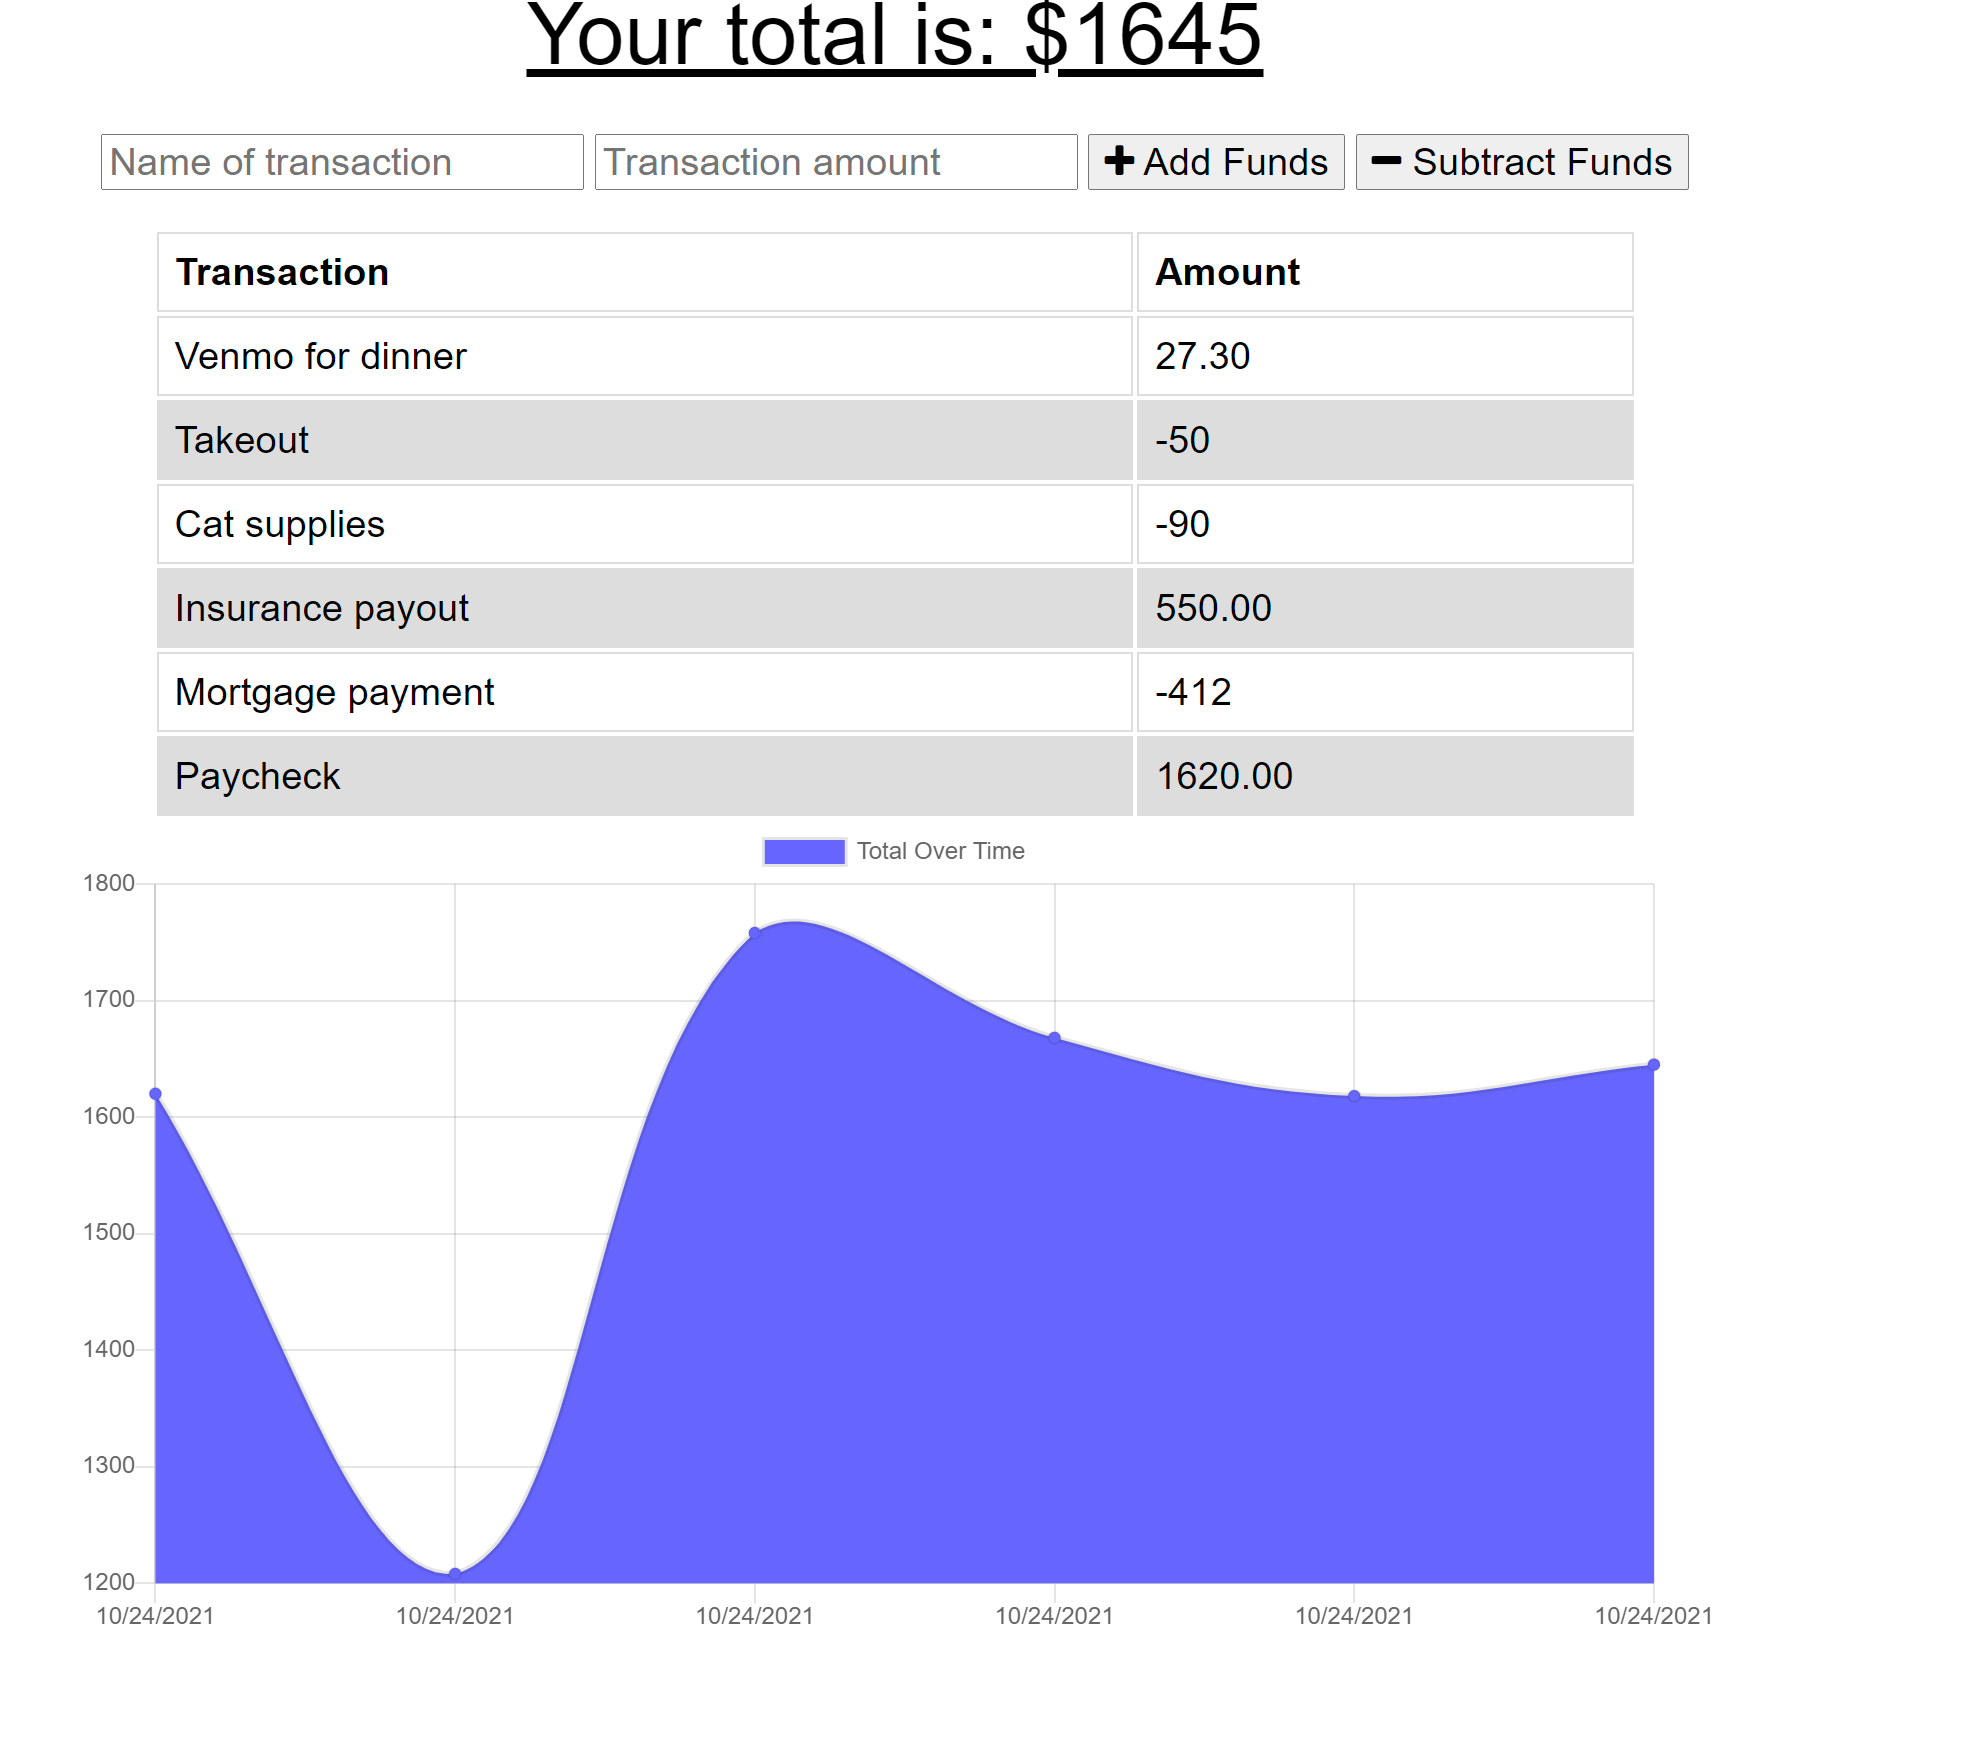 Your total is: $1645
Name of transaction Transaction amount Add Funds Subtract Funds
Transaction Amount
Venmo for dinner 27.30
Takeout -50
Cat supplies -90
Insurance payout 550.00
Mortgage payment -412
Paycheck 1620.00
Total Over Time
1800
1700
1600
1500
1400
1300
1200
10/24/2021 10/24/2021 10/24/2021 10/24/2021 10/24/2021 10/24/2021